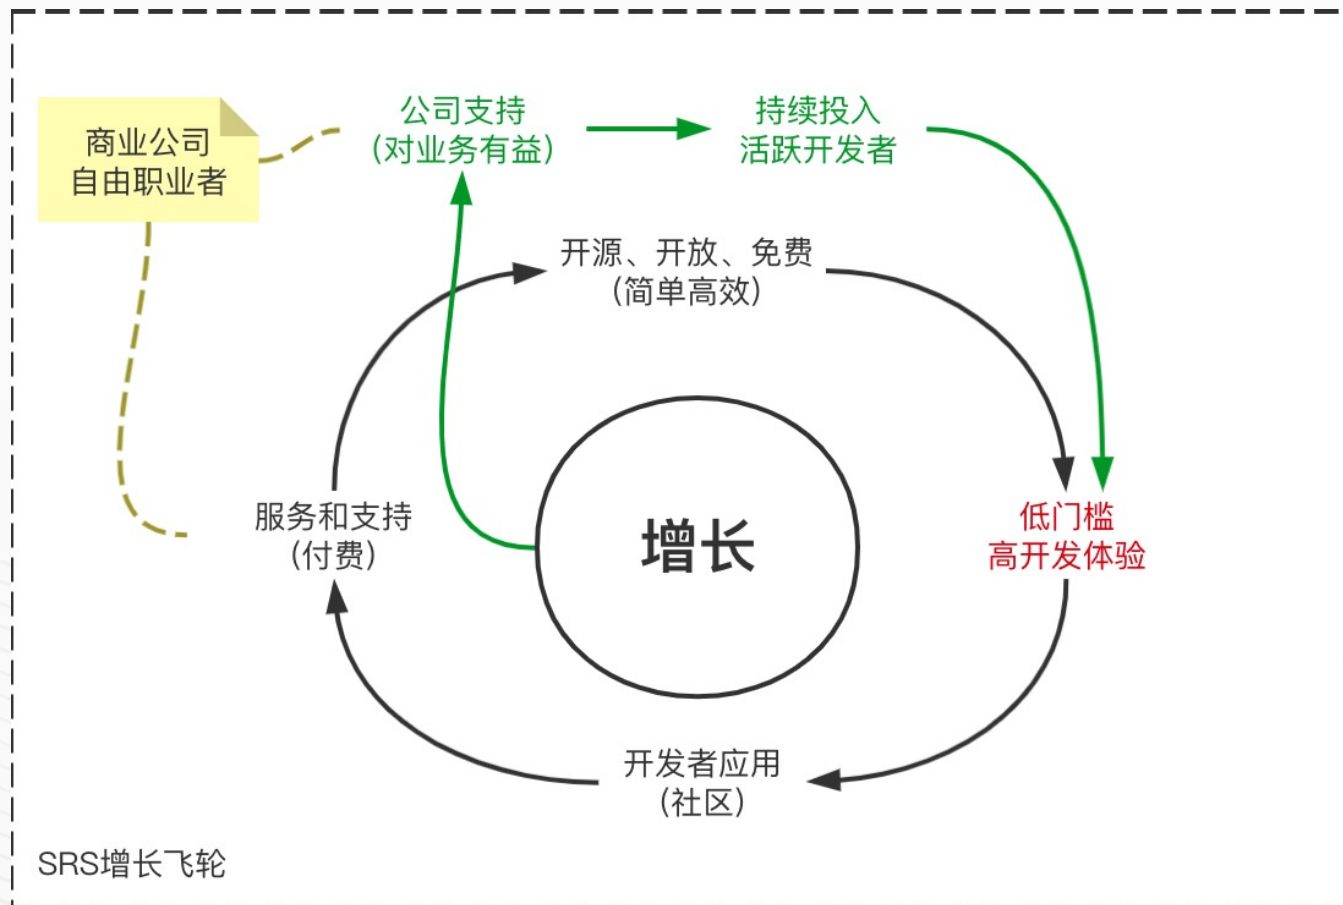 公司支持
(对业务有益)
持续投入
活跃开发者
商业公司
自由职业者
开源、开放、免费
(简单高效)
服务和支持
(付费)
增长
低门槛
高开发体验
开发者应用
(社区)
SRS增长飞轮